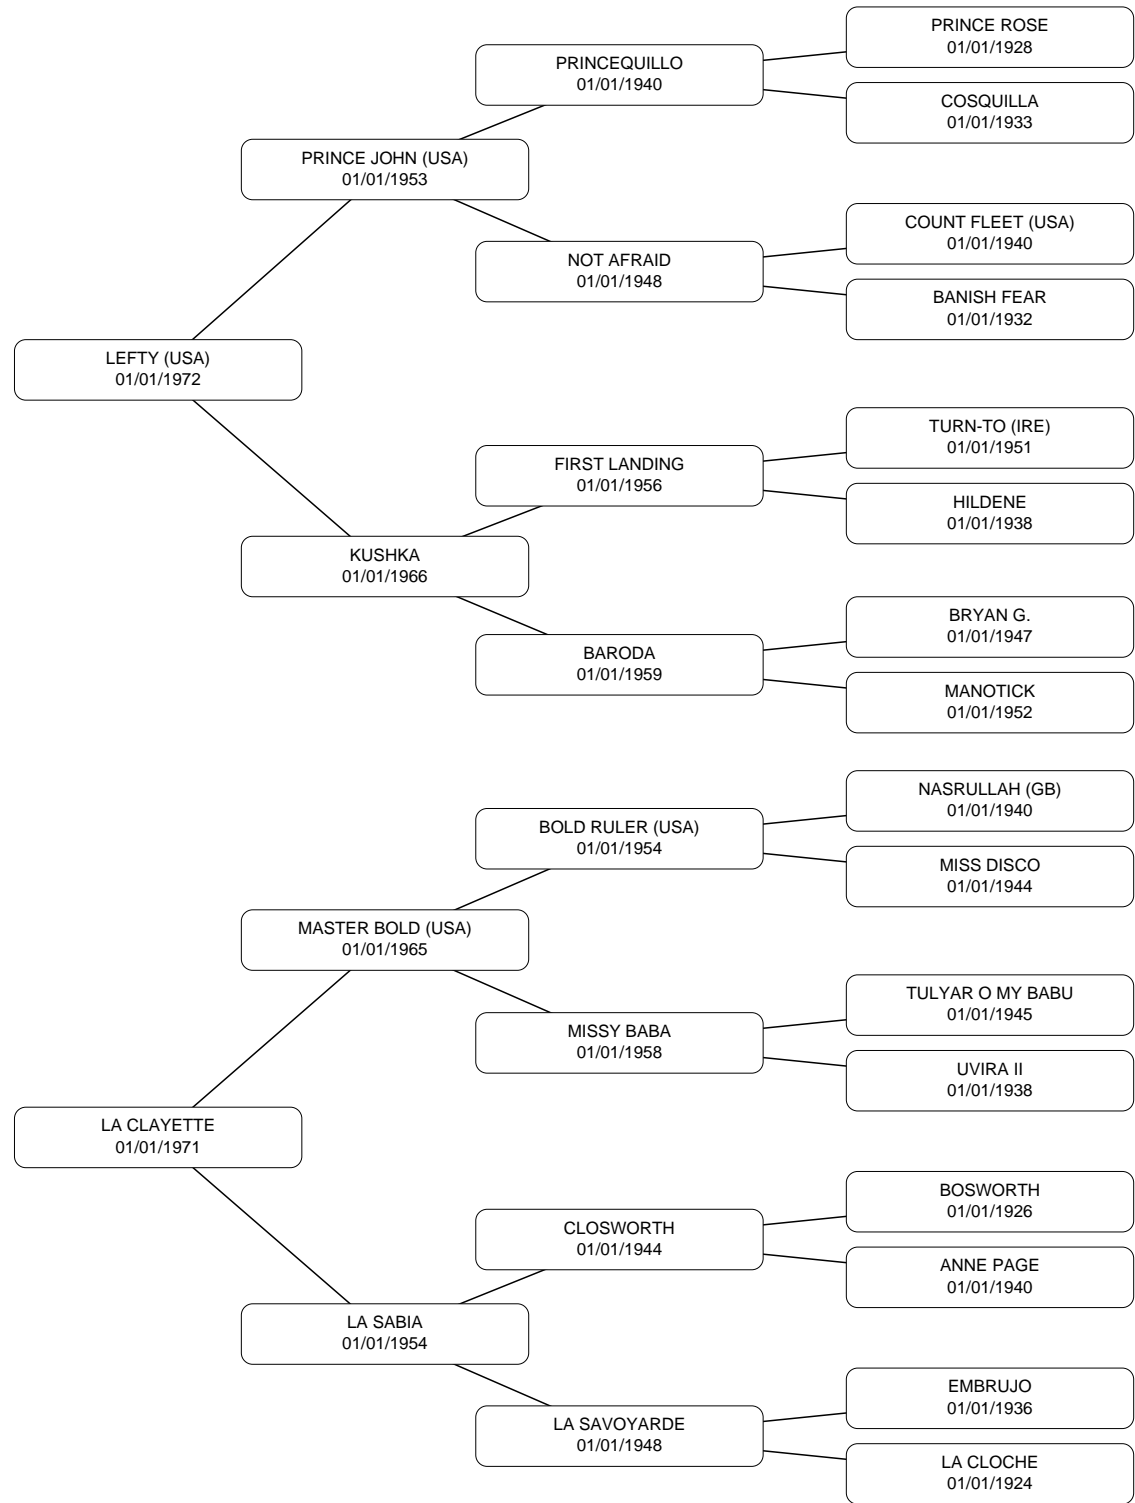 PRINCE ROSE
01/01/1928
PRINCEQUILLO
01/01/1940
COSQUILLA
01/01/1933
PRINCE JOHN (USA)
01/01/1953
COUNT FLEET (USA)
01/01/1940
NOT AFRAID
01/01/1948
BANISH FEAR
01/01/1932
LEFTY (USA)
01/01/1972
TURN-TO (IRE)
01/01/1951
FIRST LANDING
01/01/1956
HILDENE
01/01/1938
KUSHKA
01/01/1966
BRYAN G.
01/01/1947
BARODA
01/01/1959
MANOTICK
01/01/1952
NASRULLAH (GB)
01/01/1940
BOLD RULER (USA)
01/01/1954
MISS DISCO
01/01/1944
MASTER BOLD (USA)
01/01/1965
TULYAR O MY BABU
01/01/1945
MISSY BABA
01/01/1958
UVIRA II
01/01/1938
LA CLAYETTE
01/01/1971
BOSWORTH
01/01/1926
CLOSWORTH
01/01/1944
ANNE PAGE
01/01/1940
LA SABIA
01/01/1954
EMBRUJO
01/01/1936
LA SAVOYARDE
01/01/1948
LA CLOCHE
01/01/1924